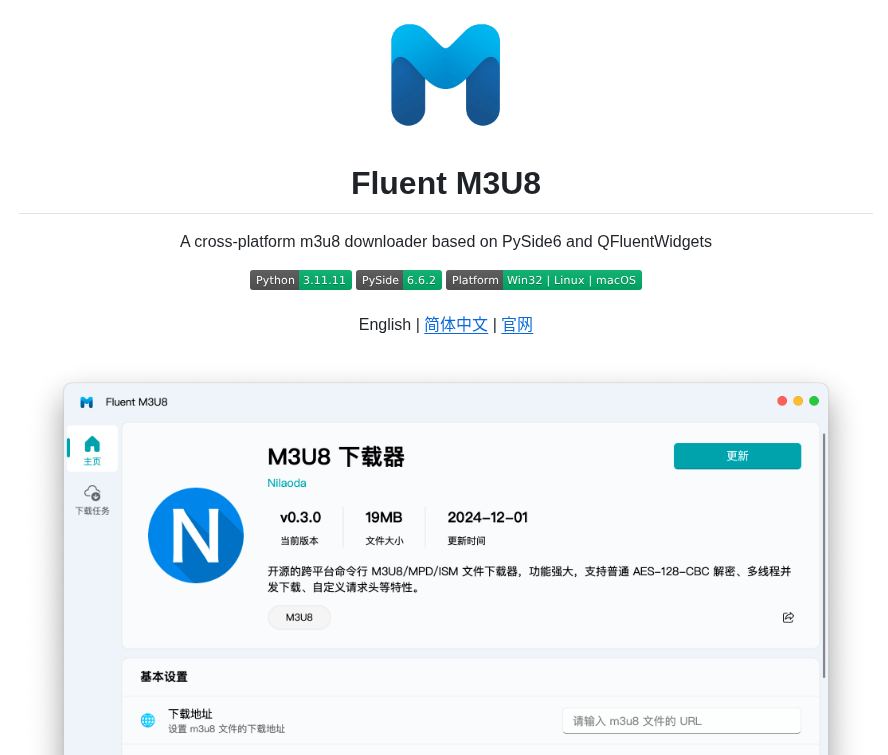 Fluent M3U8
A cross-platform m3u8 downloader based on PySide6 and QFluentWidgets
Python 3.11.11 PySide 6.6.2 Platform Win32 | Linux | macOS
English | 简体中文 | 官网
Fluent M3U8
主页
下载任务
M3U8 下载器
更新
Nilaoda
N
v0.3.0 19MB 2024-12-01
当前版本 文件大小 更新时间
开源的跨平台命令行 M3U8/MPD/ISM 文件下载器，功能强大，支持普通 AES-128-CBC 解密、多线程并
发下载、自定义请求头等特性。
M3U8
基本设置
下载地址
设置 m3u8 文件的下载地址
请输入 m3u8 文件的 URL